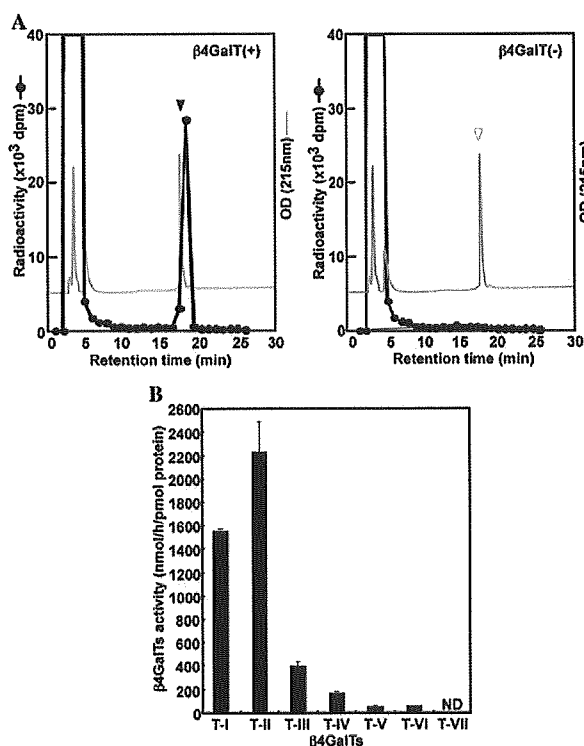 A
β4GalT(+)
Radioactivity (x10³ dpm)
40
30
20
10
0
0 5 10 15 20 25 30
Retention time (min)
OD (215nm)
β4GalT(-)
Radioactivity (x10³ dpm)
40
30
20
10
0
0 5 10 15 20 25 30
Retention time (min)
OD (215nm)
B
β4GalTs activity (nmol/h/pmol protein)
2600
2400
2200
2000
1800
1600
1400
1200
1000
800
600
400
200
0
ND
T-I T-II T-III T-IV T-V T-VI T-VII
β4GalTs